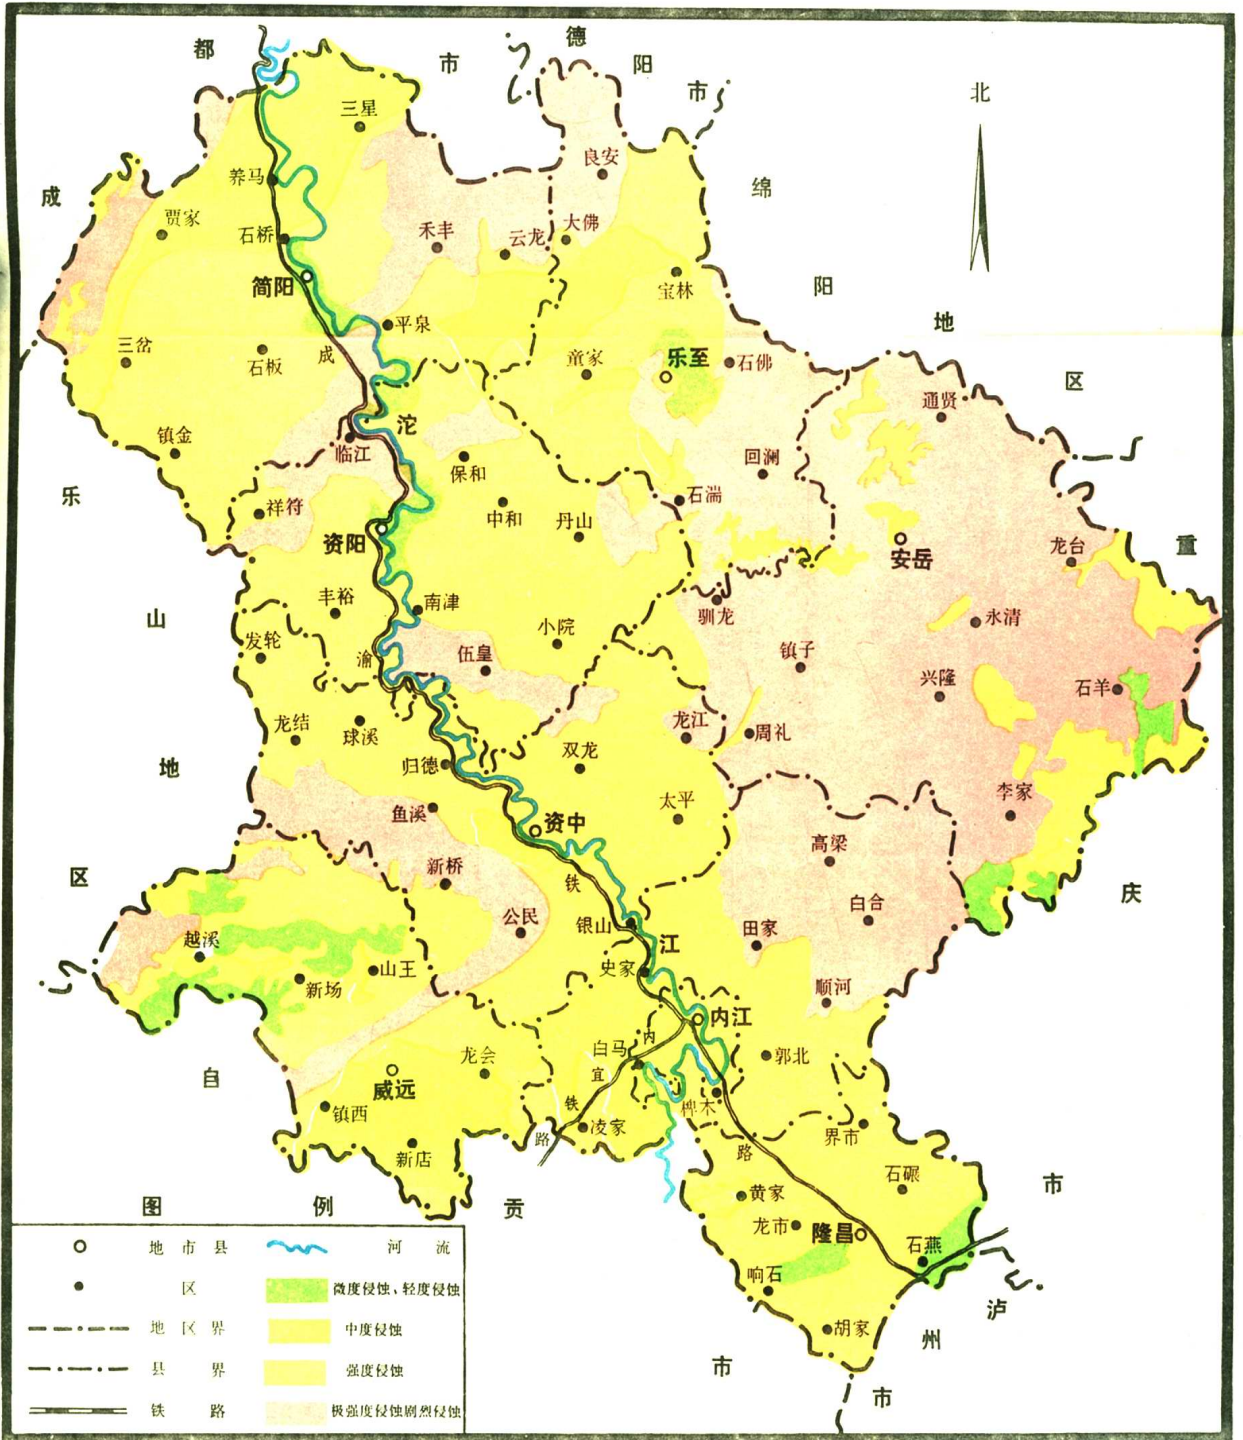 都
市
德
阳
市
北
三星
良安
养马
成
绵
贾家
石桥
禾丰
云龙
大佛
简阳
宝林
阳
地
平泉
三岔
石板
成
童家
乐至
石佛
区
通贤
镇金
临江
沱
保和
回澜
乐
祥符
中和
丹山
石湍
资阳
安岳
龙台
重
山
丰裕
南津
驯龙
永清
发轮
渝
伍皇
小院
镇子
兴隆
石羊
龙结
球溪
龙江
周礼
地
归德
双龙
鱼溪
资中
太平
李家
高梁
区
新桥
铁
庆
公民
银山
江
田家
白合
越溪
新场
山王
史家
顺河
内江
内
自
龙会
白马
宜
郭北
威远
镇西
铁
椑木
新店
路
凌家
路
界市
石碾
市
贡
黄家
龙市
隆昌
石燕
响石
泸
胡家
州
市
市
图 例
地 市 县
河 流
区
微度侵蚀、轻度侵蚀
地 区 界
中度侵蚀
县 界
强度侵蚀
铁 路
极强度侵蚀剧烈侵蚀